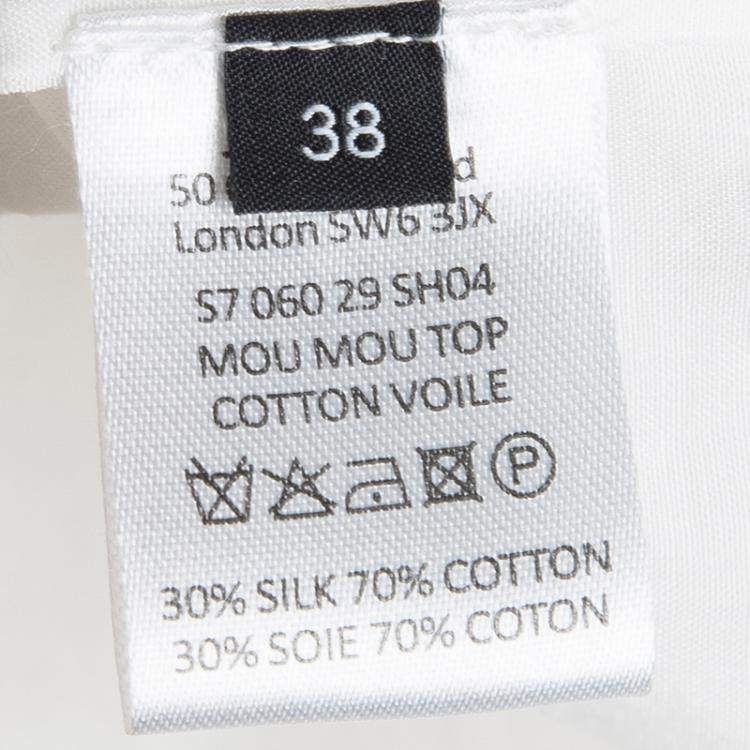 38
50 d
London SW6 3JX
S7 060 29 SH04
MOU MOU TOP
COTTON VOILE
P
30% SILK 70% COTTON
30% SOIE 70% COTON